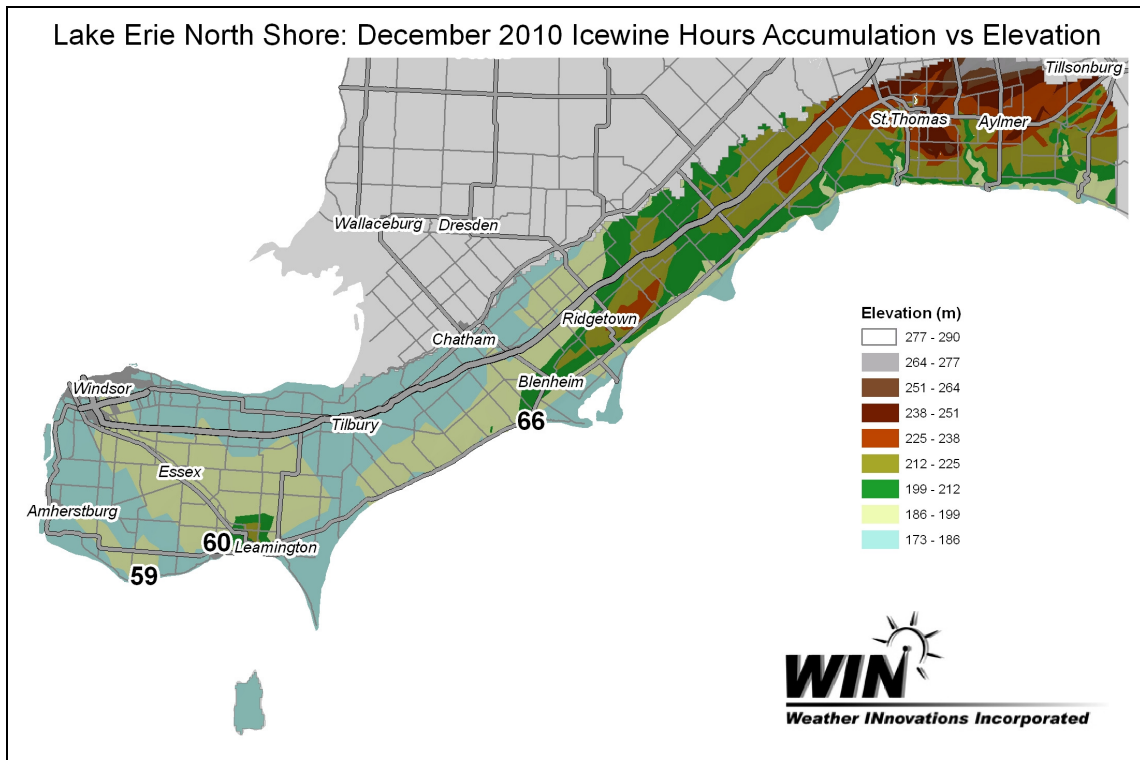 Lake Erie North Shore: December 2010 Icewine Hours Accumulation vs Elevation
Tillsonburg
St.Thomas
Aylmer
Wallaceburg
Dresden
Ridgetown
Chatham
Blenheim
Windsor
66
Tilbury
Essex
Amherstburg
60
Leamington
59
Elevation (m)
277 - 290
264 - 277
251 - 264
238 - 251
225 - 238
212 - 225
199 - 212
186 - 199
173 - 186
WIN
Weather INnovations Incorporated